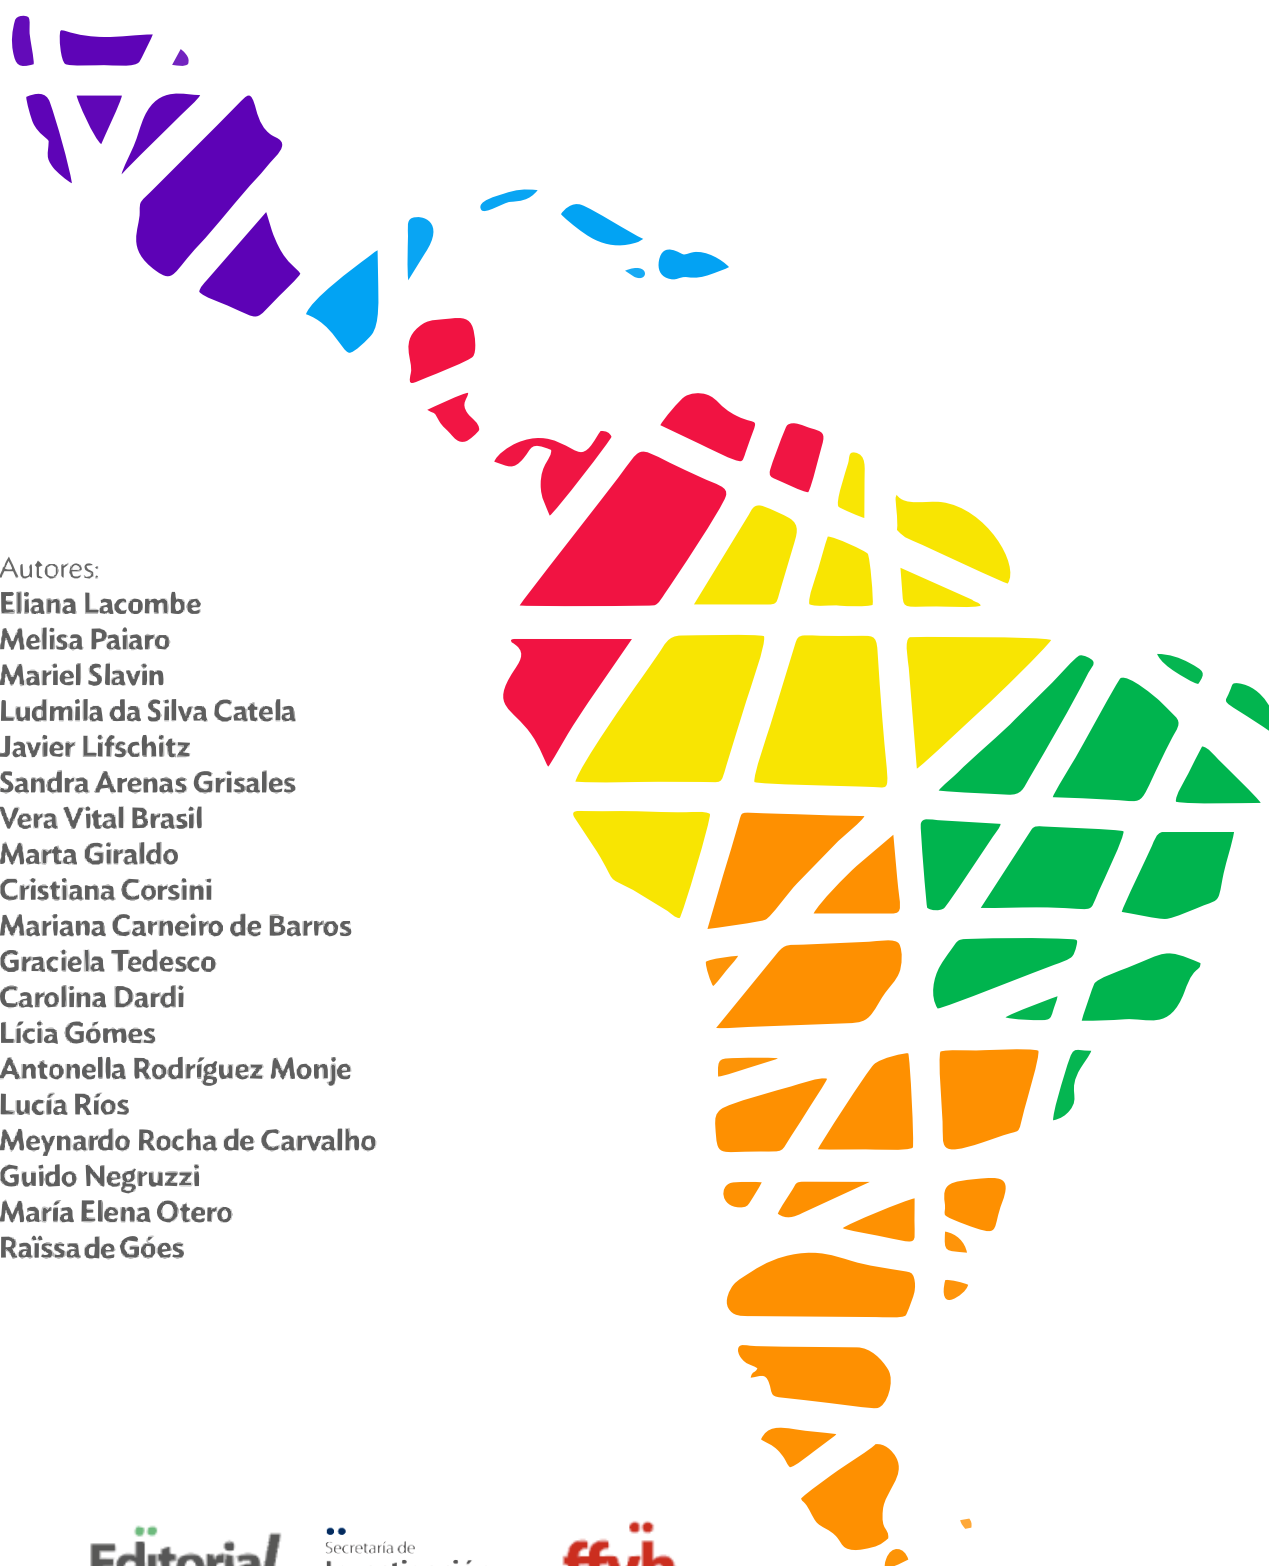 Autores:
Eliana Lacombe
Melisa Paiaro
Mariel Slavin
Ludmila da Silva Catela
Javier Lifschitz
Sandra Arenas Grisales
Vera Vital Brasil
Marta Giraldo
Cristiana Corsini
Mariana Carneiro de Barros
Graciela Tedesco
Carolina Dardi
Lícia Gómes
Antonella Rodríguez Monje
Lucía Ríos
Meynardo Rocha de Carvalho
Guido Negruzzi
María Elena Otero
Raïssa de Góes
Editorial
Secretaría de
ffyh